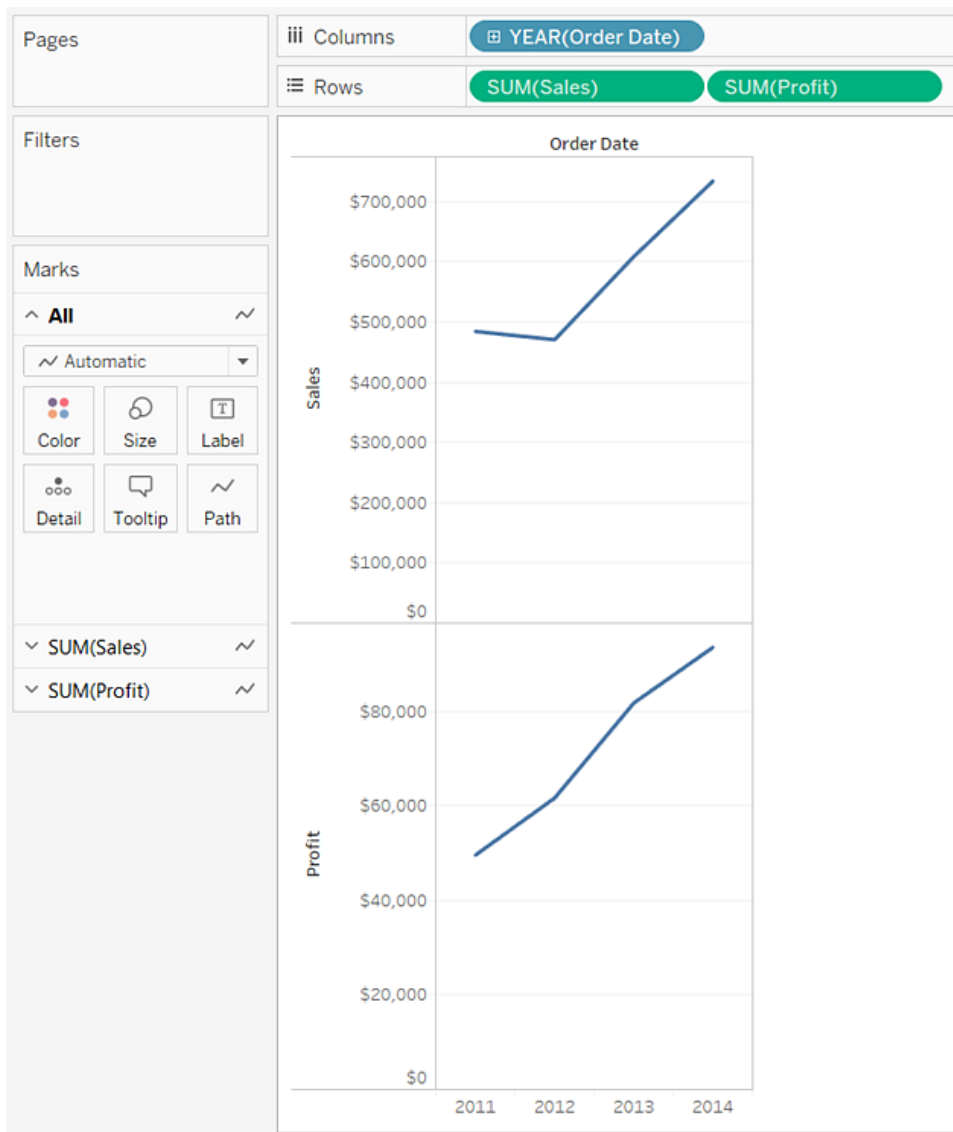 Pages
Columns
YEAR(Order Date)
Rows
SUM(Sales) SUM(Profit)
Filters
Marks
All
Automatic
Color Size Label
T
Detail Tooltip Path
SUM(Sales)
SUM(Profit)
Order Date
Sales
$700,000
$600,000
$500,000
$400,000
$300,000
$200,000
$100,000
$0
Profit
$80,000
$60,000
$40,000
$20,000
$0
2011 2012 2013 2014